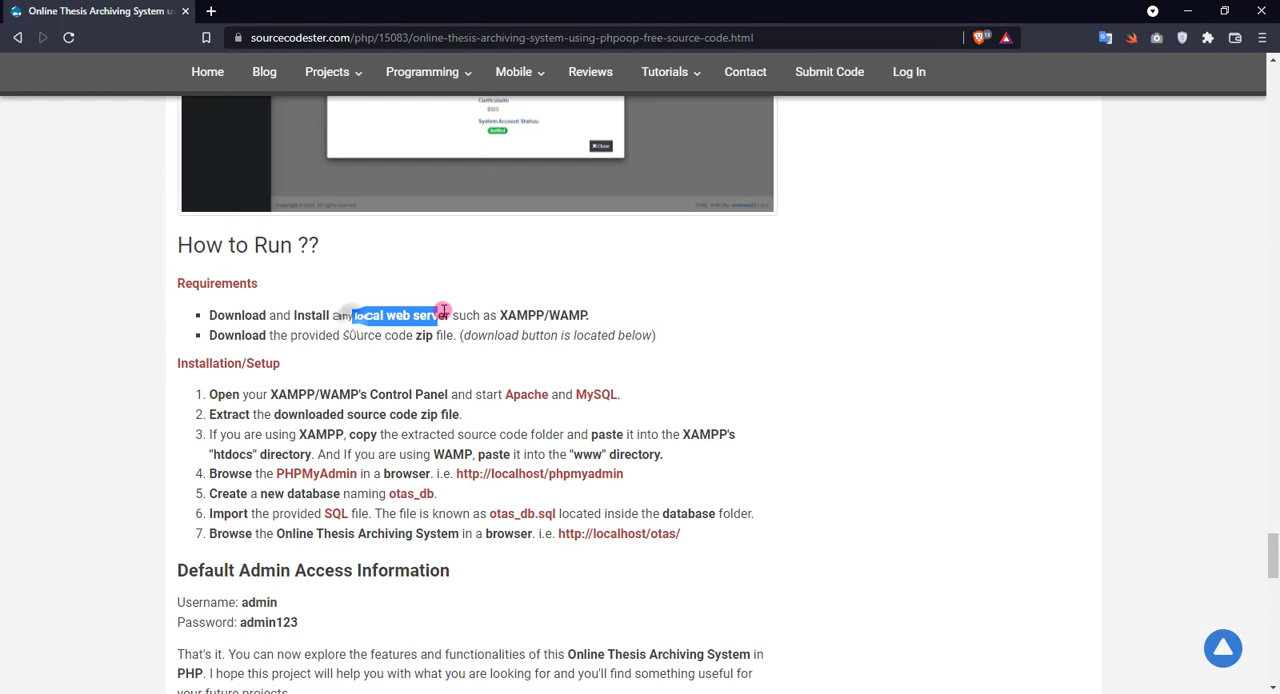 Online Thesis Archiving System u
sourcecodester.com/php/15083/online-thesis-archiving-system-using-phpoop-free-source-code.html
13
Home Blog Projects Programming Mobile Reviews Tutorials Contact Submit Code Log In
Curriculum:
BSIS
System Account Status:
Verified
Close
How to Run ??
Requirements
Download and Install any local web server such as XAMPP/WAMP.
Download the provided source code zip file. (download button is located below)
Installation/Setup
1. Open your XAMPP/WAMP's Control Panel and start Apache and MySQL.
2. Extract the downloaded source code zip file.
3. If you are using XAMPP, copy the extracted source code folder and paste it into the XAMPP's
"htdocs" directory. And If you are using WAMP, paste it into the "www" directory.
4. Browse the PHPMyAdmin in a browser. i.e. http://localhost/phpmyadmin
5. Create a new database naming otas_db.
6. Import the provided SQL file. The file is known as otas_db.sql located inside the database folder.
7. Browse the Online Thesis Archiving System in a browser. i.e. http://localhost/otas/
Default Admin Access Information
Username: admin
Password: admin123
That's it. You can now explore the features and functionalities of this Online Thesis Archiving System in
PHP. I hope this project will help you with what you are looking for and you'll find something useful for
your future projects.